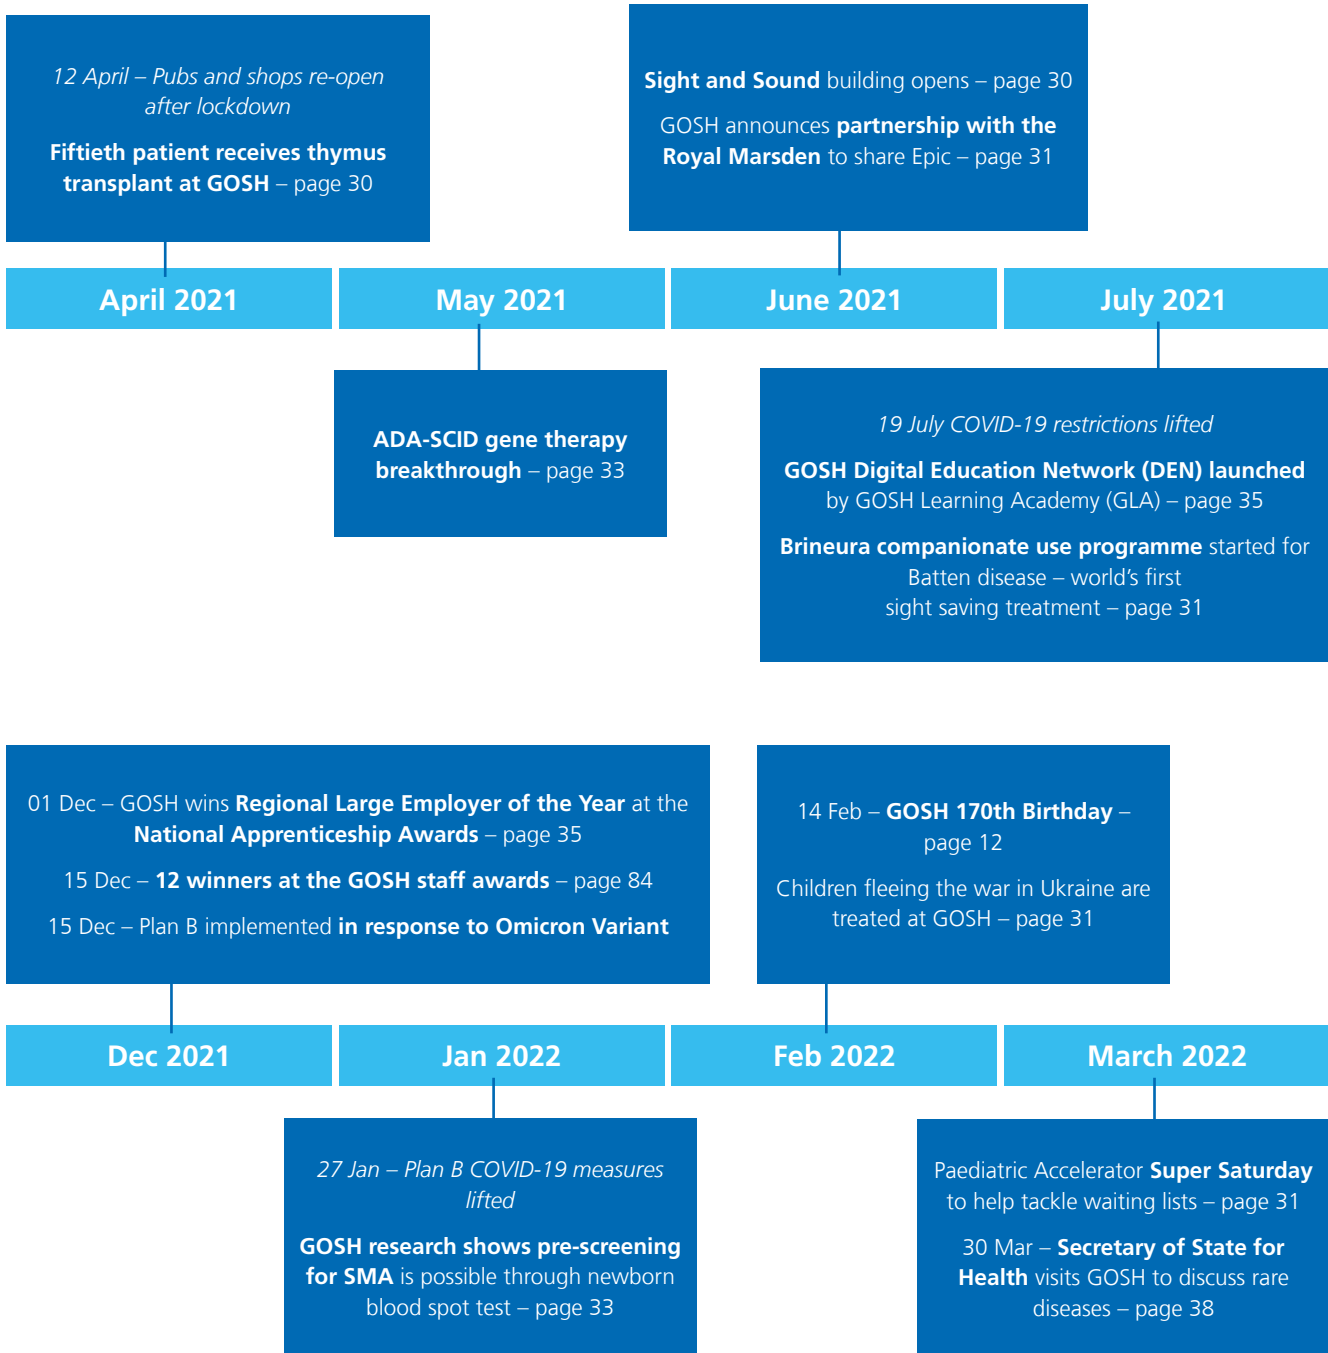 12 April – Pubs and shops re-open
after lockdown
Fiftieth patient receives thymus
transplant at GOSH – page 30
Sight and Sound building opens – page 30
GOSH announces partnership with the
Royal Marsden to share Epic – page 31
April 2021
May 2021
June 2021
July 2021
ADA-SCID gene therapy
breakthrough – page 33
19 July COVID-19 restrictions lifted
GOSH Digital Education Network (DEN) launched
by GOSH Learning Academy (GLA) – page 35
Brineura companionate use programme started for
Batten disease – world's first
sight saving treatment – page 31
01 Dec – GOSH wins Regional Large Employer of the Year at the
National Apprenticeship Awards – page 35
15 Dec – 12 winners at the GOSH staff awards – page 84
15 Dec – Plan B implemented in response to Omicron Variant
14 Feb – GOSH 170th Birthday –
page 12
Children fleeing the war in Ukraine are
treated at GOSH – page 31
Dec 2021
Jan 2022
Feb 2022
March 2022
27 Jan – Plan B COVID-19 measures
lifted
GOSH research shows pre-screening
for SMA is possible through newborn
blood spot test – page 33
Paediatric Accelerator Super Saturday
to help tackle waiting lists – page 31
30 Mar – Secretary of State for
Health visits GOSH to discuss rare
diseases – page 38